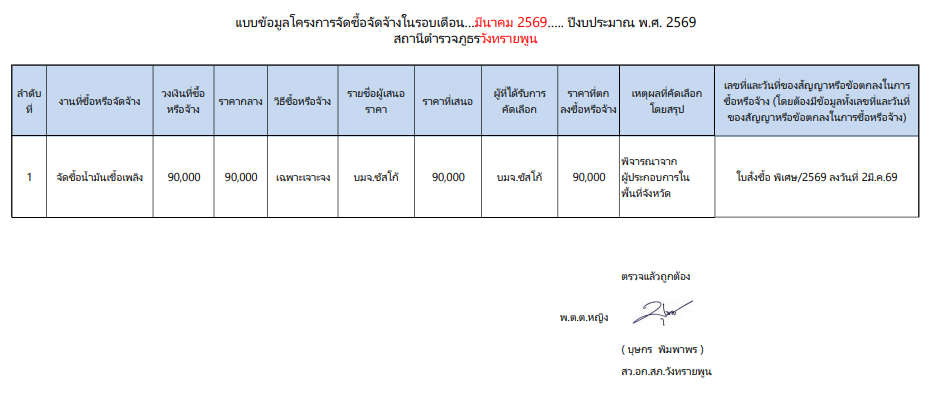 แบบข้อมูลโครงการจัดซื้อจัดจ้างในรอบเดือน...มีนาคม 2569..... ปีงบประมาณ พ.ศ. 2569
สถานีตำรวจภูธรวังทรายพูน
ลำดับที่ งานที่ซื้อหรือจัดจ้าง วงเงินที่ซื้อหรือจ้าง ราคากลาง วิธีซื้อหรือจ้าง รายชื่อผู้เสนอราคา ราคาที่เสนอ ผู้ที่ได้รับการคัดเลือก ราคาที่ตกลงซื้อหรือจ้าง เหตุผลที่คัดเลือกโดยสรุป เลขที่และวันที่ของสัญญาหรือข้อตกลงในการซื้อหรือจ้าง (โดยต้องมีข้อมูลทั้งเลขที่และวันที่ของสัญญาหรือข้อตกลงในการซื้อหรือจ้าง)
1 จัดซื้อน้ำมันเชื้อเพลิง 90,000 90,000 เฉพาะเจาะจง บมจ.ซัสโก้ 90,000 บมจ.ซัสโก้ 90,000 พิจารณาจากผู้ประกอบการในพื้นที่จังหวัด ใบสั่งซื้อ พิเศษ/2569 ลงวันที่ 2มี.ค.69
ตรวจแล้วถูกต้อง
พ.ต.ต.หญิง
( บุษกร พิมพาพร )
สว.อก.สภ.วังทรายพูน